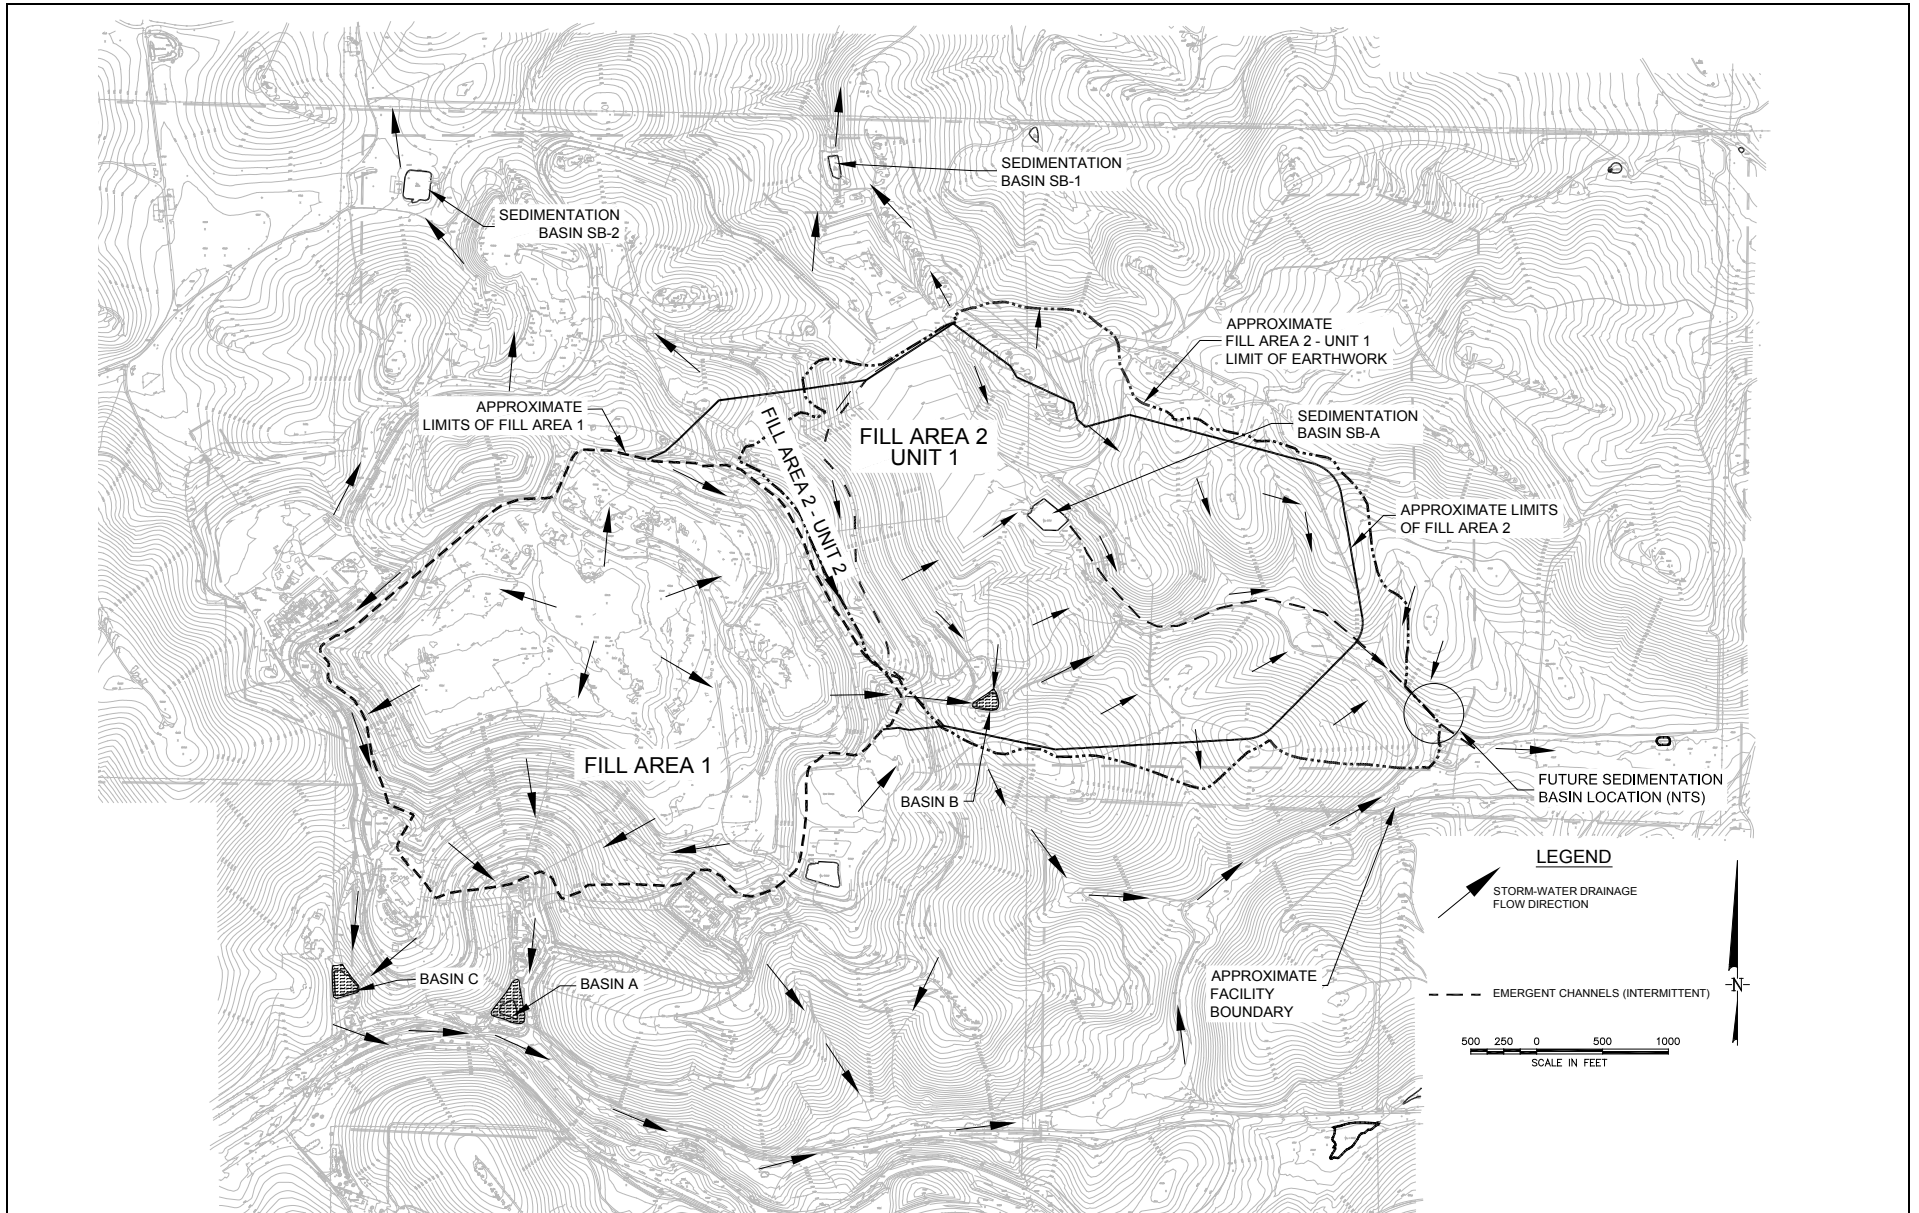 SEDIMENTATION
BASIN SB-1
SEDIMENTATION
BASIN SB-2
APPROXIMATE
FILL AREA 2 - UNIT 1
LIMIT OF EARTHWORK
APPROXIMATE
LIMITS OF FILL AREA 1
FILL AREA 2 - UNIT 2
FILL AREA 2
UNIT 1
SEDIMENTATION
BASIN SB-A
APPROXIMATE LIMITS
OF FILL AREA 2
FILL AREA 1
BASIN B
FUTURE SEDIMENTATION
BASIN LOCATION (NTS)
LEGEND
STORM-WATER DRAINAGE
FLOW DIRECTION
BASIN C
BASIN A
APPROXIMATE
FACILITY
BOUNDARY
EMERGENT CHANNELS (INTERMITTENT)
N
500 250 0 500 1000
SCALE IN FEET